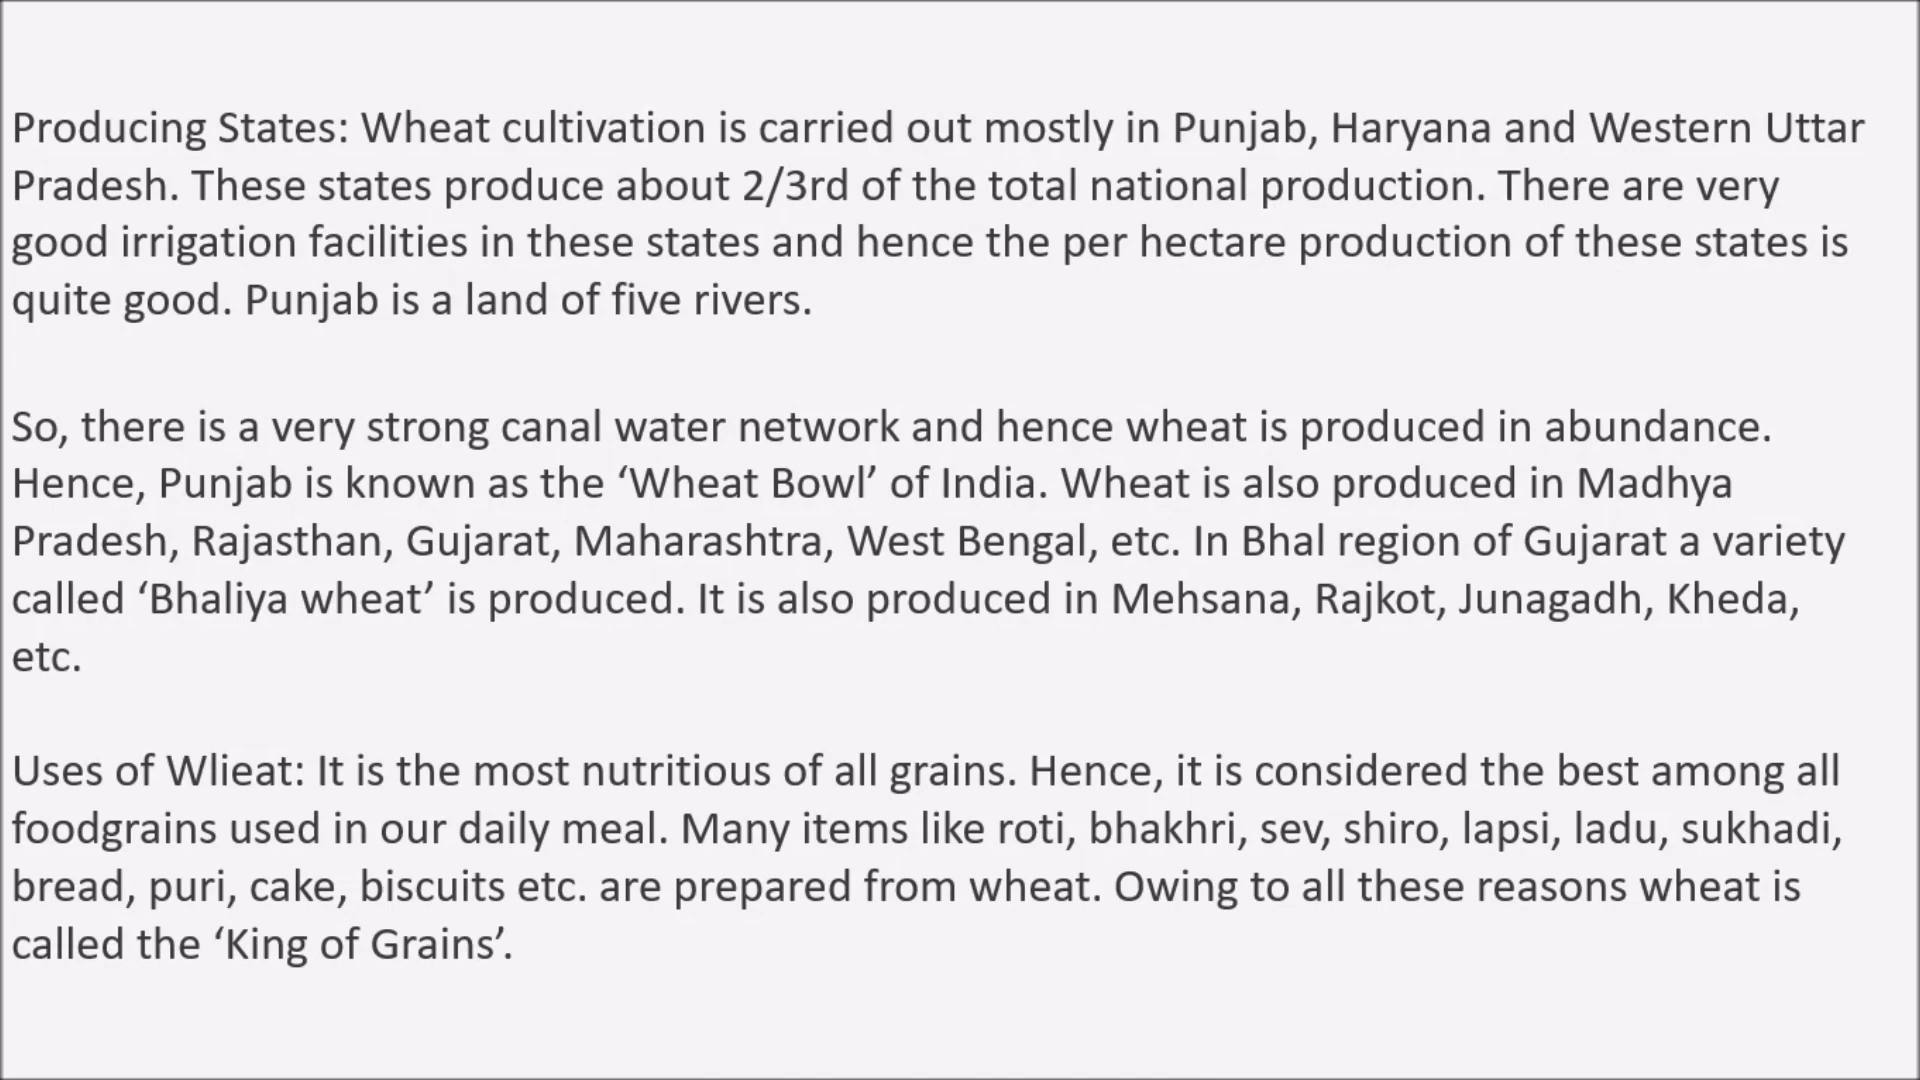 Producing States: Wheat cultivation is carried out mostly in Punjab, Haryana and Western Uttar
Pradesh. These states produce about 2/3rd of the total national production. There are very
good irrigation facilities in these states and hence the per hectare production of these states is
quite good. Punjab is a land of five rivers.
So, there is a very strong canal water network and hence wheat is produced in abundance.
Hence, Punjab is known as the ‘Wheat Bowl’ of India. Wheat is also produced in Madhya
Pradesh, Rajasthan, Gujarat, Maharashtra, West Bengal, etc. In Bhal region of Gujarat a variety
called ‘Bhaliya wheat’ is produced. It is also produced in Mehsana, Rajkot, Junagadh, Kheda,
etc.
Uses of Wlieat: It is the most nutritious of all grains. Hence, it is considered the best among all
foodgrains used in our daily meal. Many items like roti, bhakhri, sev, shiro, lapsi, ladu, sukhadi,
bread, puri, cake, biscuits etc. are prepared from wheat. Owing to all these reasons wheat is
called the ‘King of Grains’.